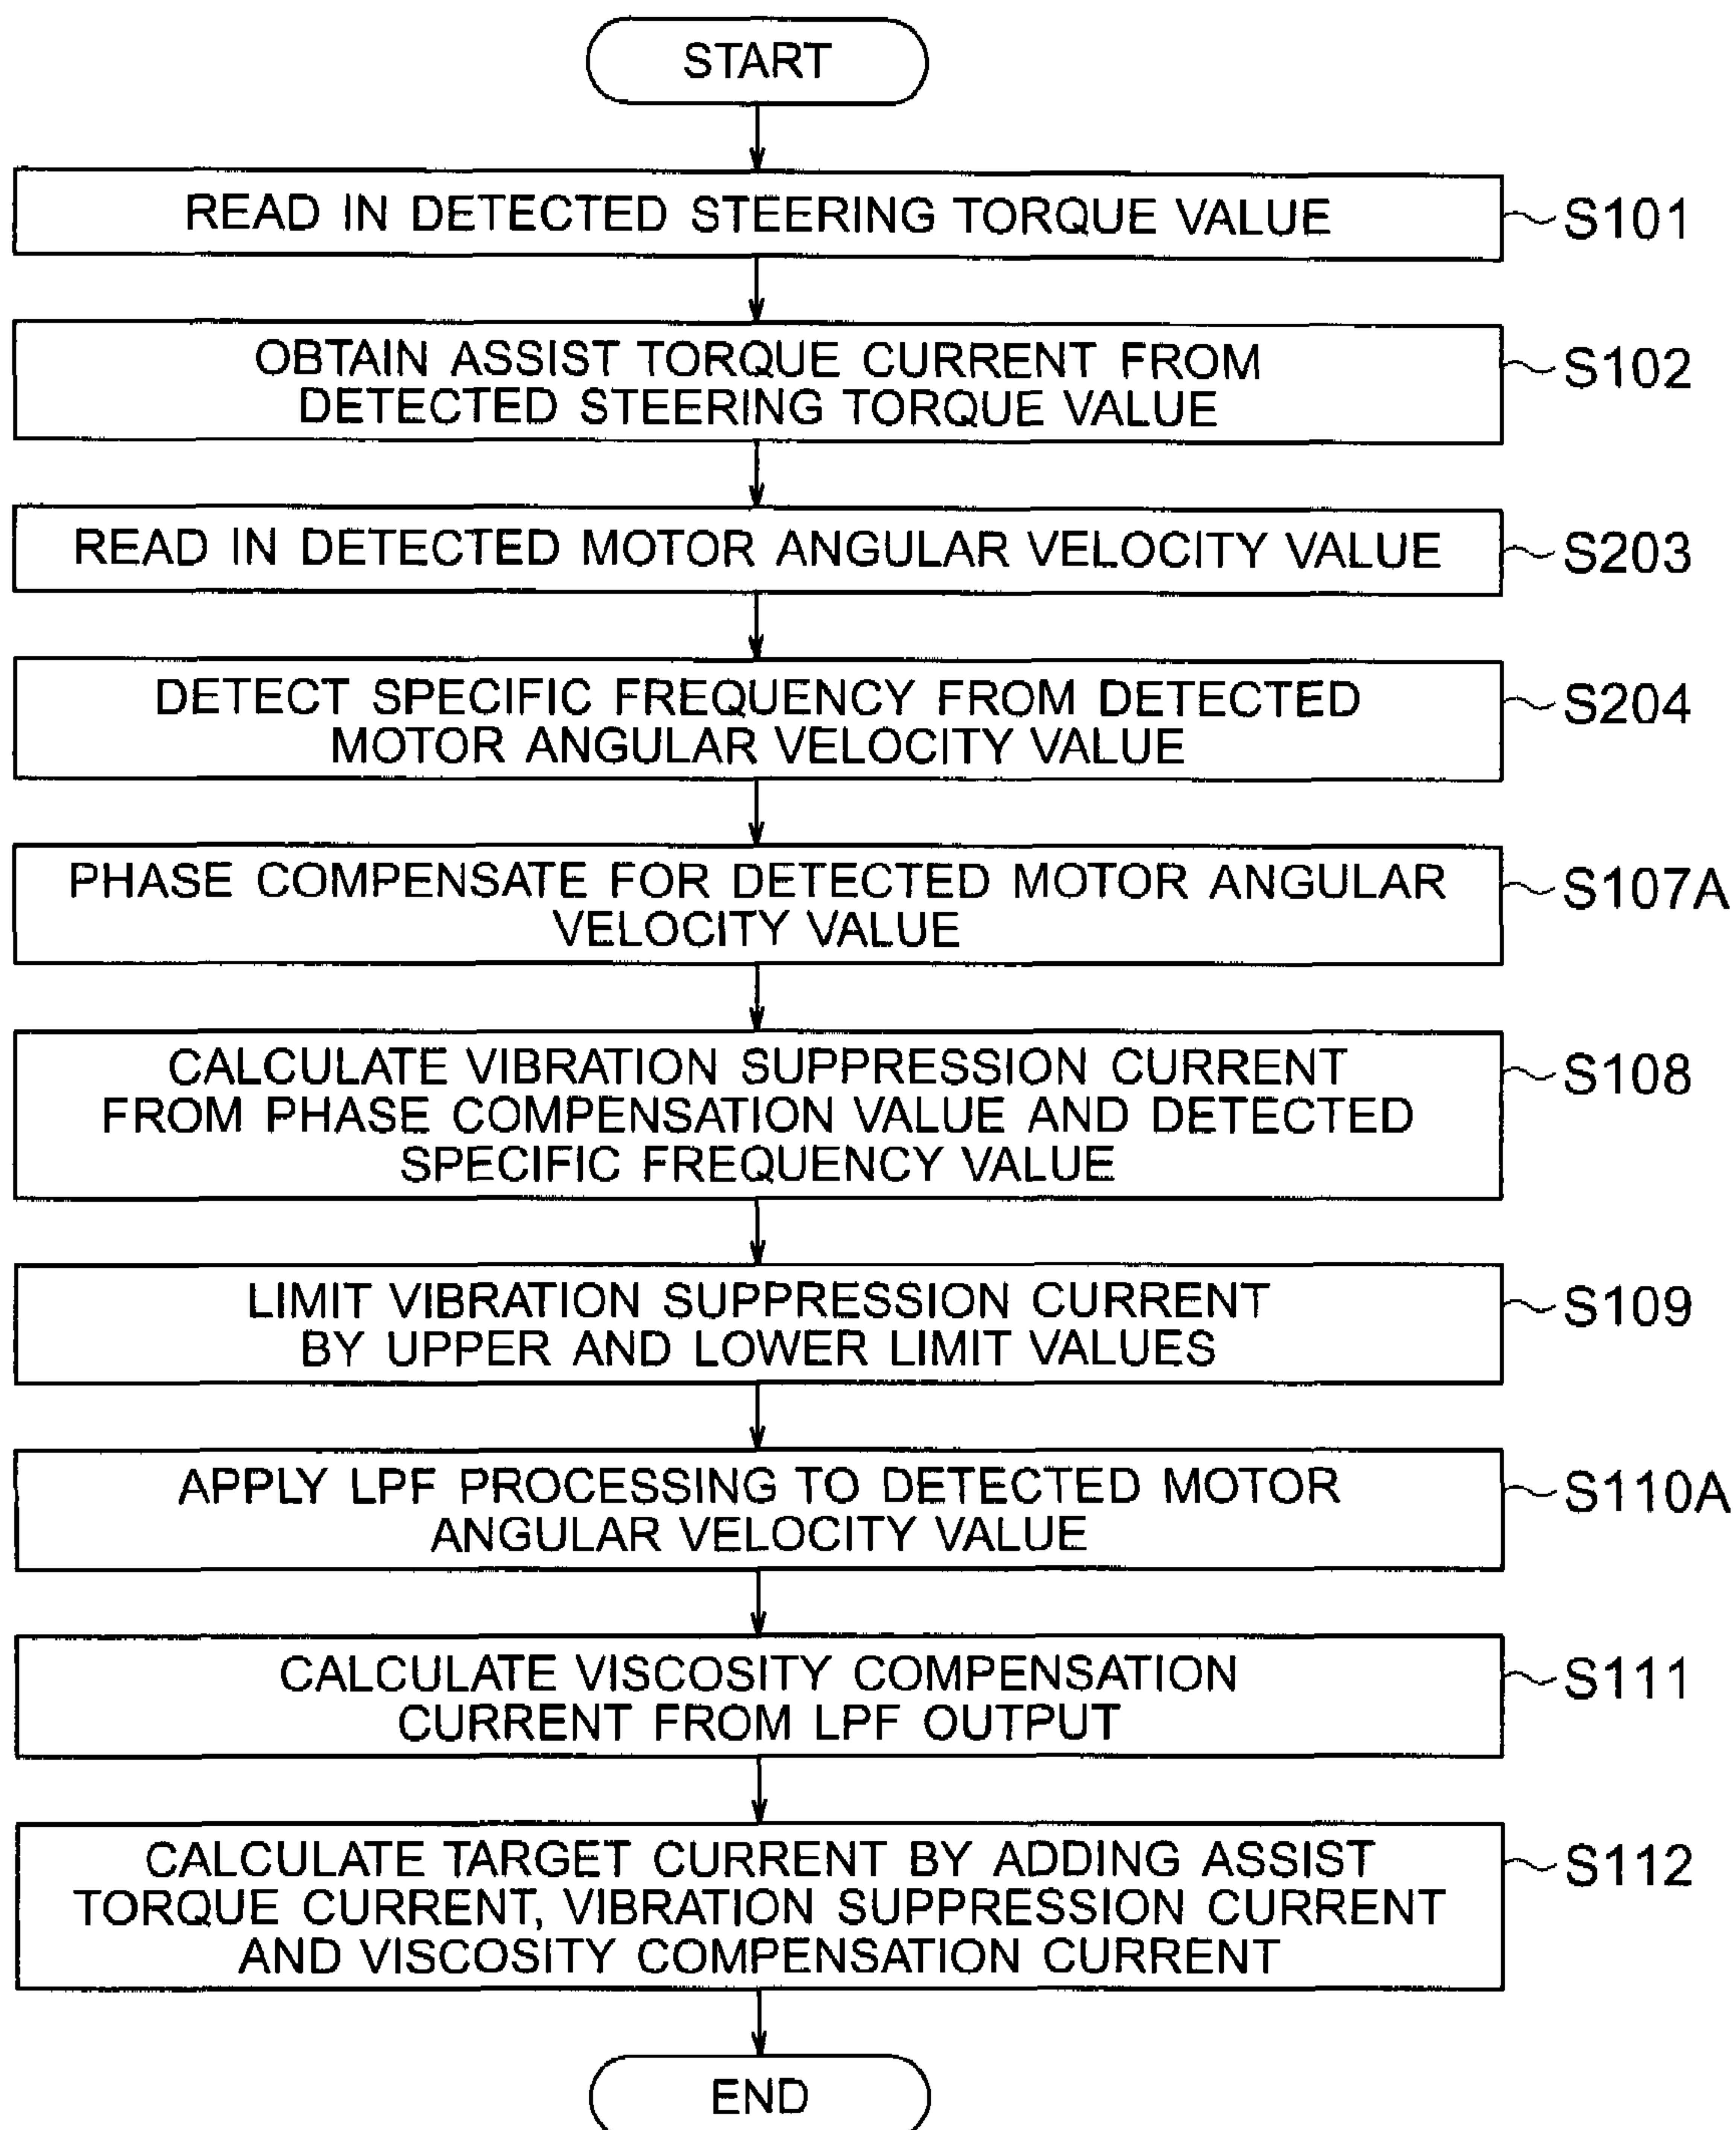 START
READ IN DETECTED STEERING TORQUE VALUE
S101
OBTAIN ASSIST TORQUE CURRENT FROM
DETECTED STEERING TORQUE VALUE
S102
READ IN DETECTED MOTOR ANGULAR VELOCITY VALUE
S203
DETECT SPECIFIC FREQUENCY FROM DETECTED
MOTOR ANGULAR VELOCITY VALUE
S204
PHASE COMPENSATE FOR DETECTED MOTOR ANGULAR
VELOCITY VALUE
S107A
CALCULATE VIBRATION SUPPRESSION CURRENT
FROM PHASE COMPENSATION VALUE AND DETECTED
SPECIFIC FREQUENCY VALUE
S108
LIMIT VIBRATION SUPPRESSION CURRENT
BY UPPER AND LOWER LIMIT VALUES
S109
APPLY LPF PROCESSING TO DETECTED MOTOR
ANGULAR VELOCITY VALUE
S110A
CALCULATE VISCOSITY COMPENSATION
CURRENT FROM LPF OUTPUT
S111
CALCULATE TARGET CURRENT BY ADDING ASSIST
TORQUE CURRENT, VIBRATION SUPPRESSION CURRENT
AND VISCOSITY COMPENSATION CURRENT
S112
END